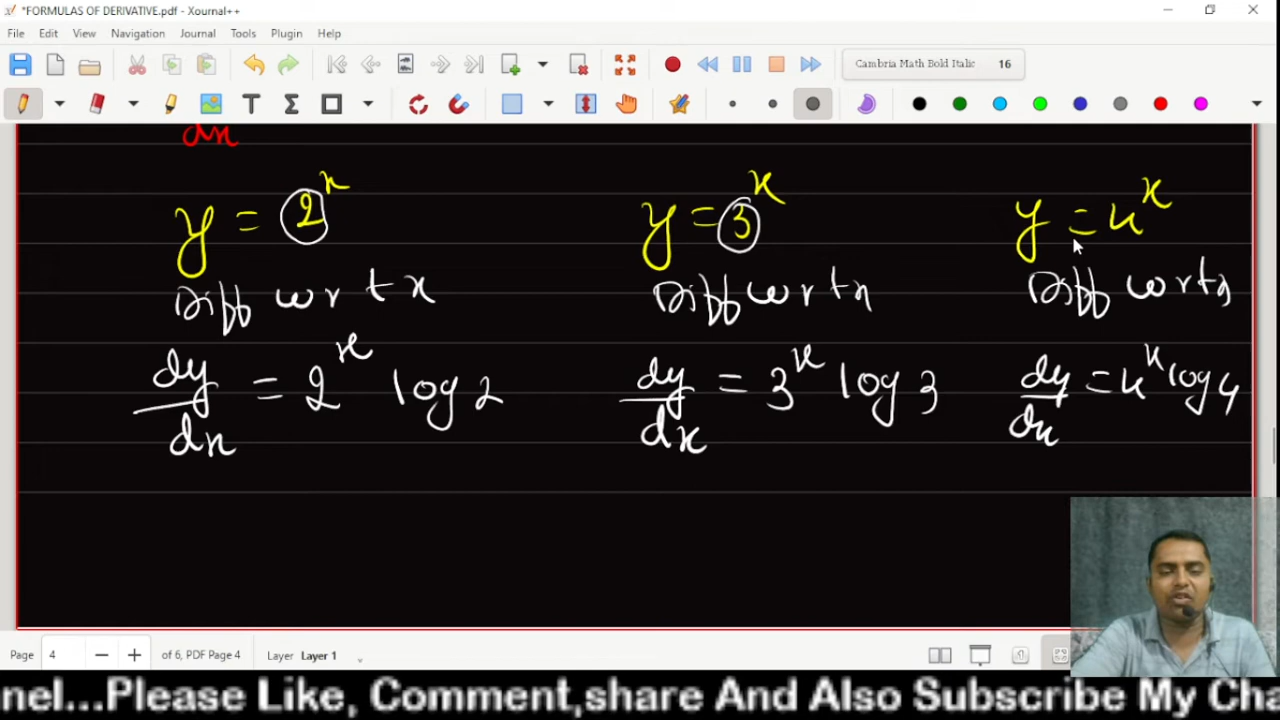 *FORMULAS OF DERIVATIVE.pdf - Xournal++
File Edit View Navigation Journal Tools Plugin Help
Cambria Math Bold Italic 16
dx
y = 2^x
y = 3^x
y = 4^x
Diff w r t x
Diff w r t x
Diff w r t x
dy/dx = 2^x log 2
dy/dx = 3^x log 3
dy/dx = 4^x log 4
Page 4 of 6, PDF Page 4 Layer Layer 1
nel...Please Like, Comment,share And Also Subscribe My Cha